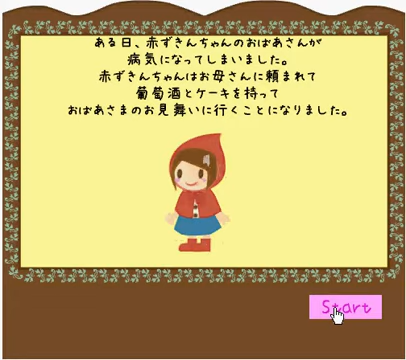 ある日、赤ずきんちゃんのおばあさんが
病気になってしまいました。
赤ずきんちゃんはお母さんに頼まれて
葡萄酒とケーキを持って
おばあさまのお見舞いに行くことになりました。
Start